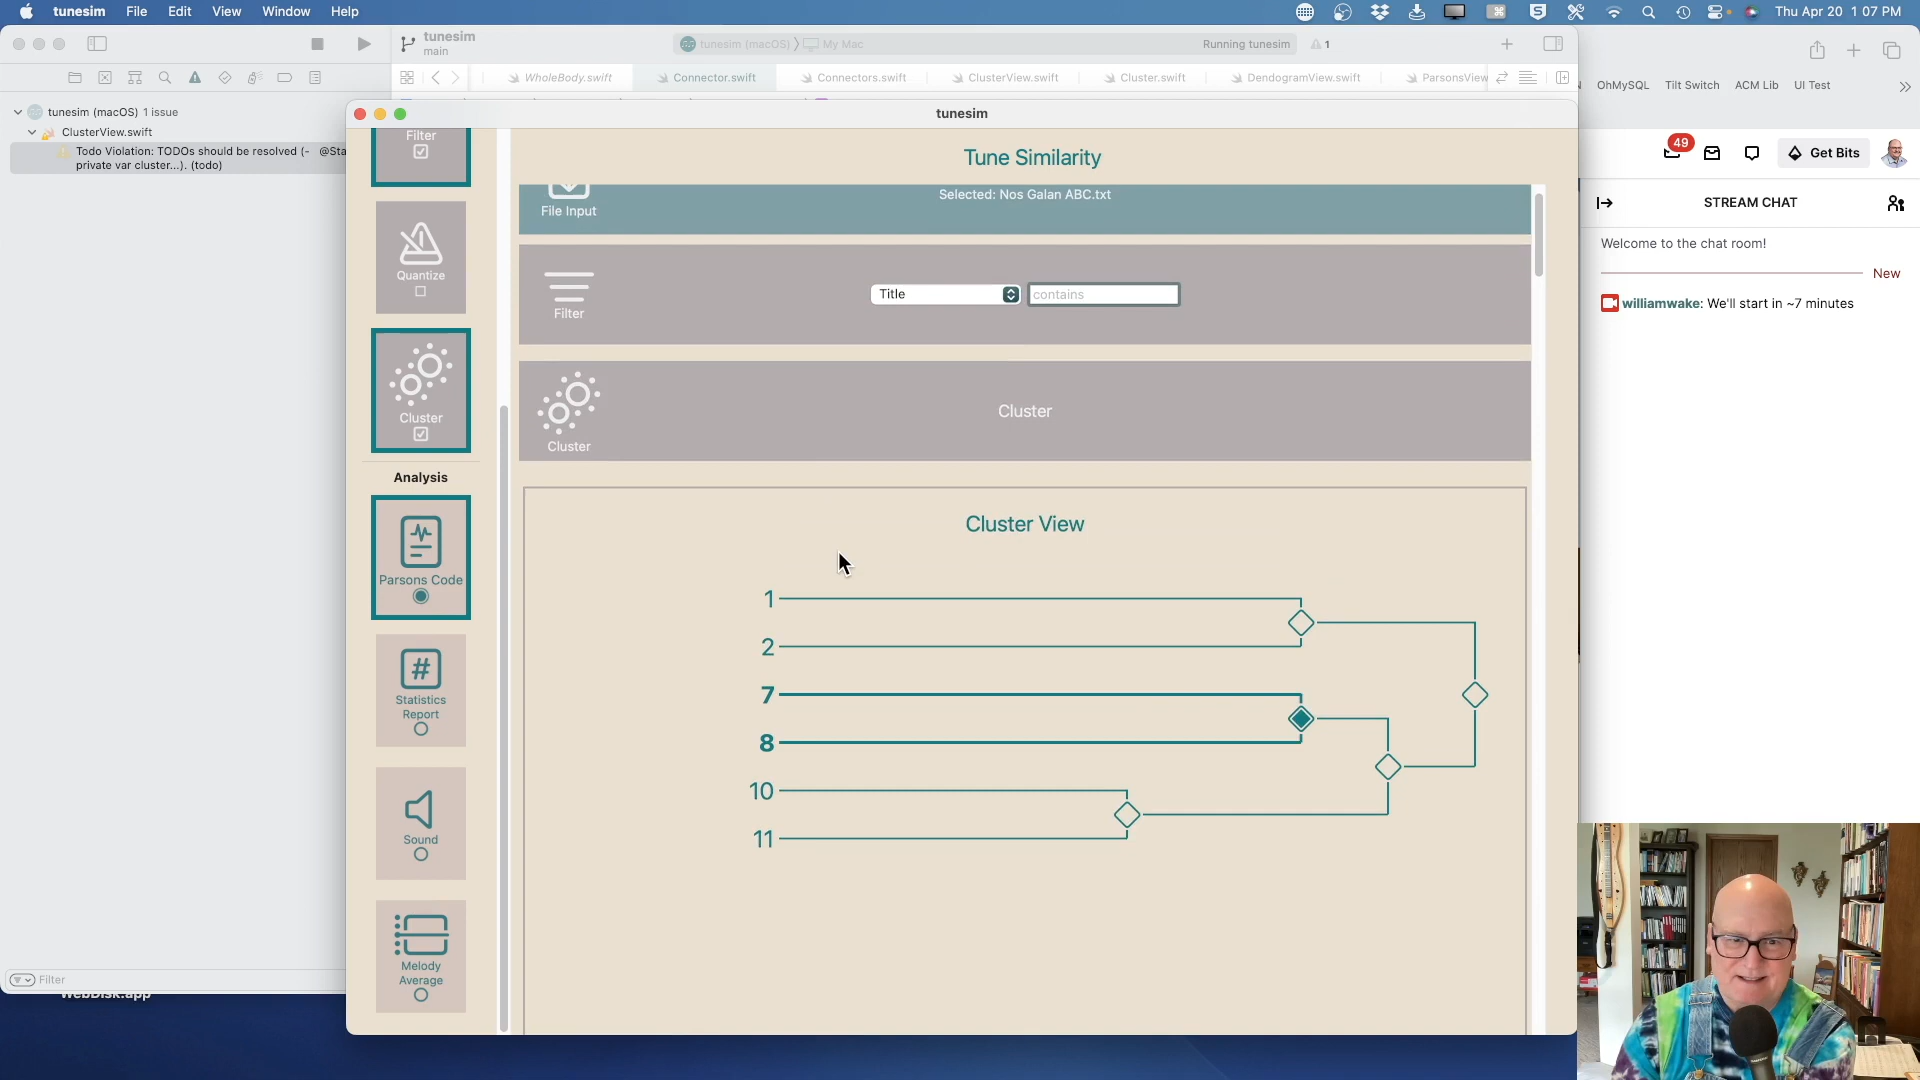 tunesim File Edit View Window Help
Thu Apr 20 1 07 PM
tunesim
main
tunesim (macOS) 〉 My Mac
Running tunesim
1
WholeBody.swift
Connector.swift
Connectors.swift
ClusterView.swift
Cluster.swift
DendogramView.swift
ParsonsView
OhMySQL
Tilt Switch
ACM Lib
UI Test
tunesim (macOS) 1 issue
ClusterView.swift
Todo Violation: TODOs should be resolved (- @Sta
private var cluster...). (todo)
tunesim
Tune Similarity
Filter
Quantize
Cluster
Analysis
Parsons Code
#
Statistics
Report
Sound
Melody
Average
File Input
Selected: Nos Galan ABC.txt
Filter
Title
contains
Cluster
Cluster
Cluster View
1
2
7
8
10
11
49
Get Bits
STREAM CHAT
Welcome to the chat room!
New
williamwake: We'll start in ~7 minutes
Filter
WebDisk.app